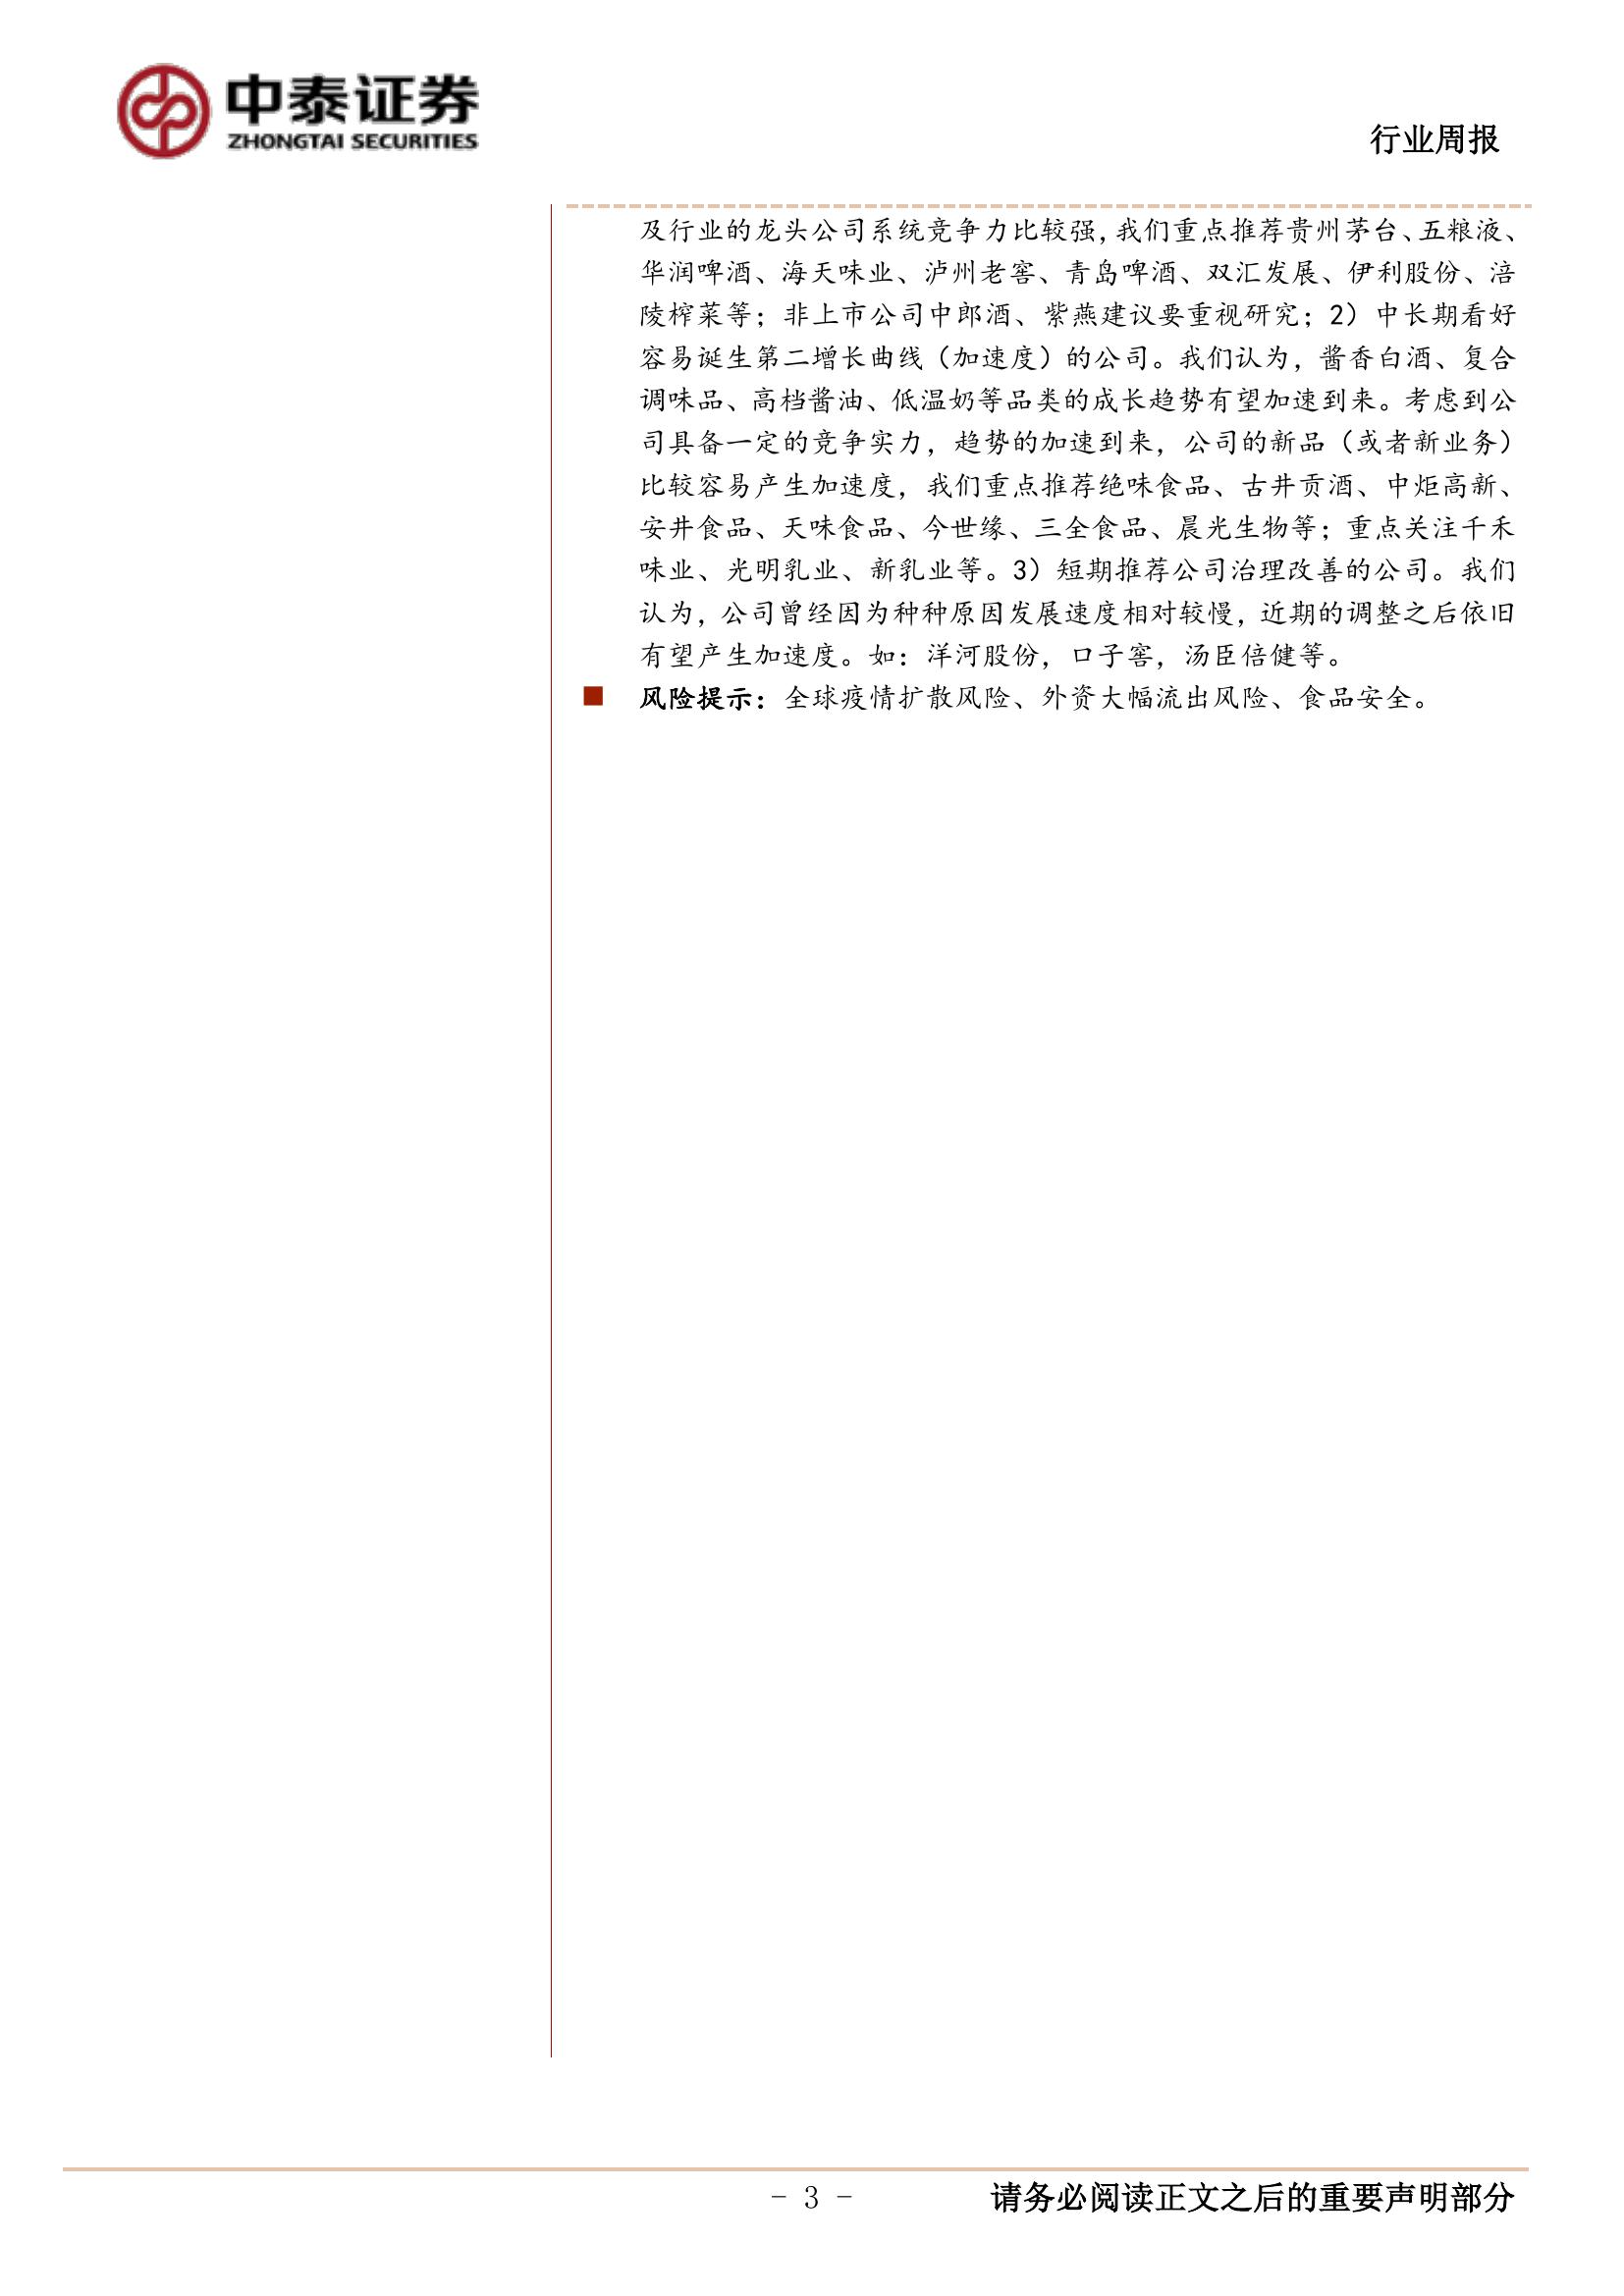 中泰证券
ZHONGTAI SECURITIES
行业周报
及行业的龙头公司系统竞争力比较强，我们重点推荐贵州茅台、五粮液、
华润啤酒、海天味业、泸州老窖、青岛啤酒、双汇发展、伊利股份、涪
陵榨菜等；非上市公司中郎酒、紫燕建议要重视研究；2）中长期看好
容易诞生第二增长曲线（加速度）的公司。我们认为，酱香白酒、复合
调味品、高档酱油、低温奶等品类的成长趋势有望加速到来。考虑到公
司具备一定的竞争实力，趋势的加速到来，公司的新品（或者新业务）
比较容易产生加速度，我们重点推荐绝味食品、古井贡酒、中炬高新、
安井食品、天味食品、今世缘、三全食品、晨光生物等；重点关注千禾
味业、光明乳业、新乳业等。3）短期推荐公司治理改善的公司。我们
认为，公司曾经因为种种原因发展速度相对较慢，近期的调整之后依旧
有望产生加速度。如：洋河股份，口子窖，汤臣倍健等。
■ 风险提示：全球疫情扩散风险、外资大幅流出风险、食品安全。
- 3 -
请务必阅读正文之后的重要声明部分